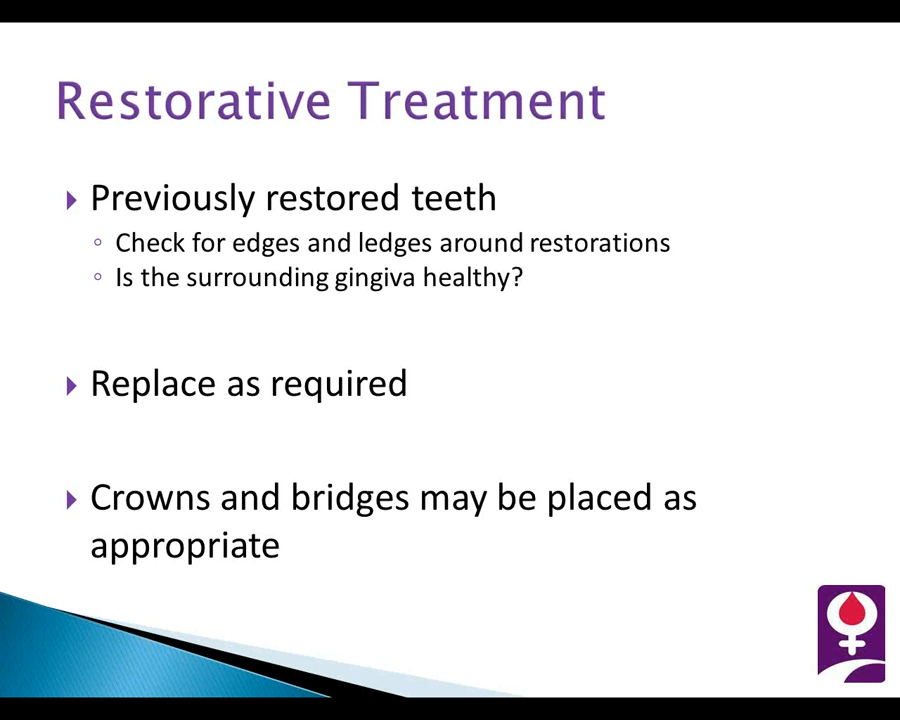 Restorative Treatment
Previously restored teeth
Check for edges and ledges around restorations
Is the surrounding gingiva healthy?
Replace as required
Crowns and bridges may be placed as
appropriate